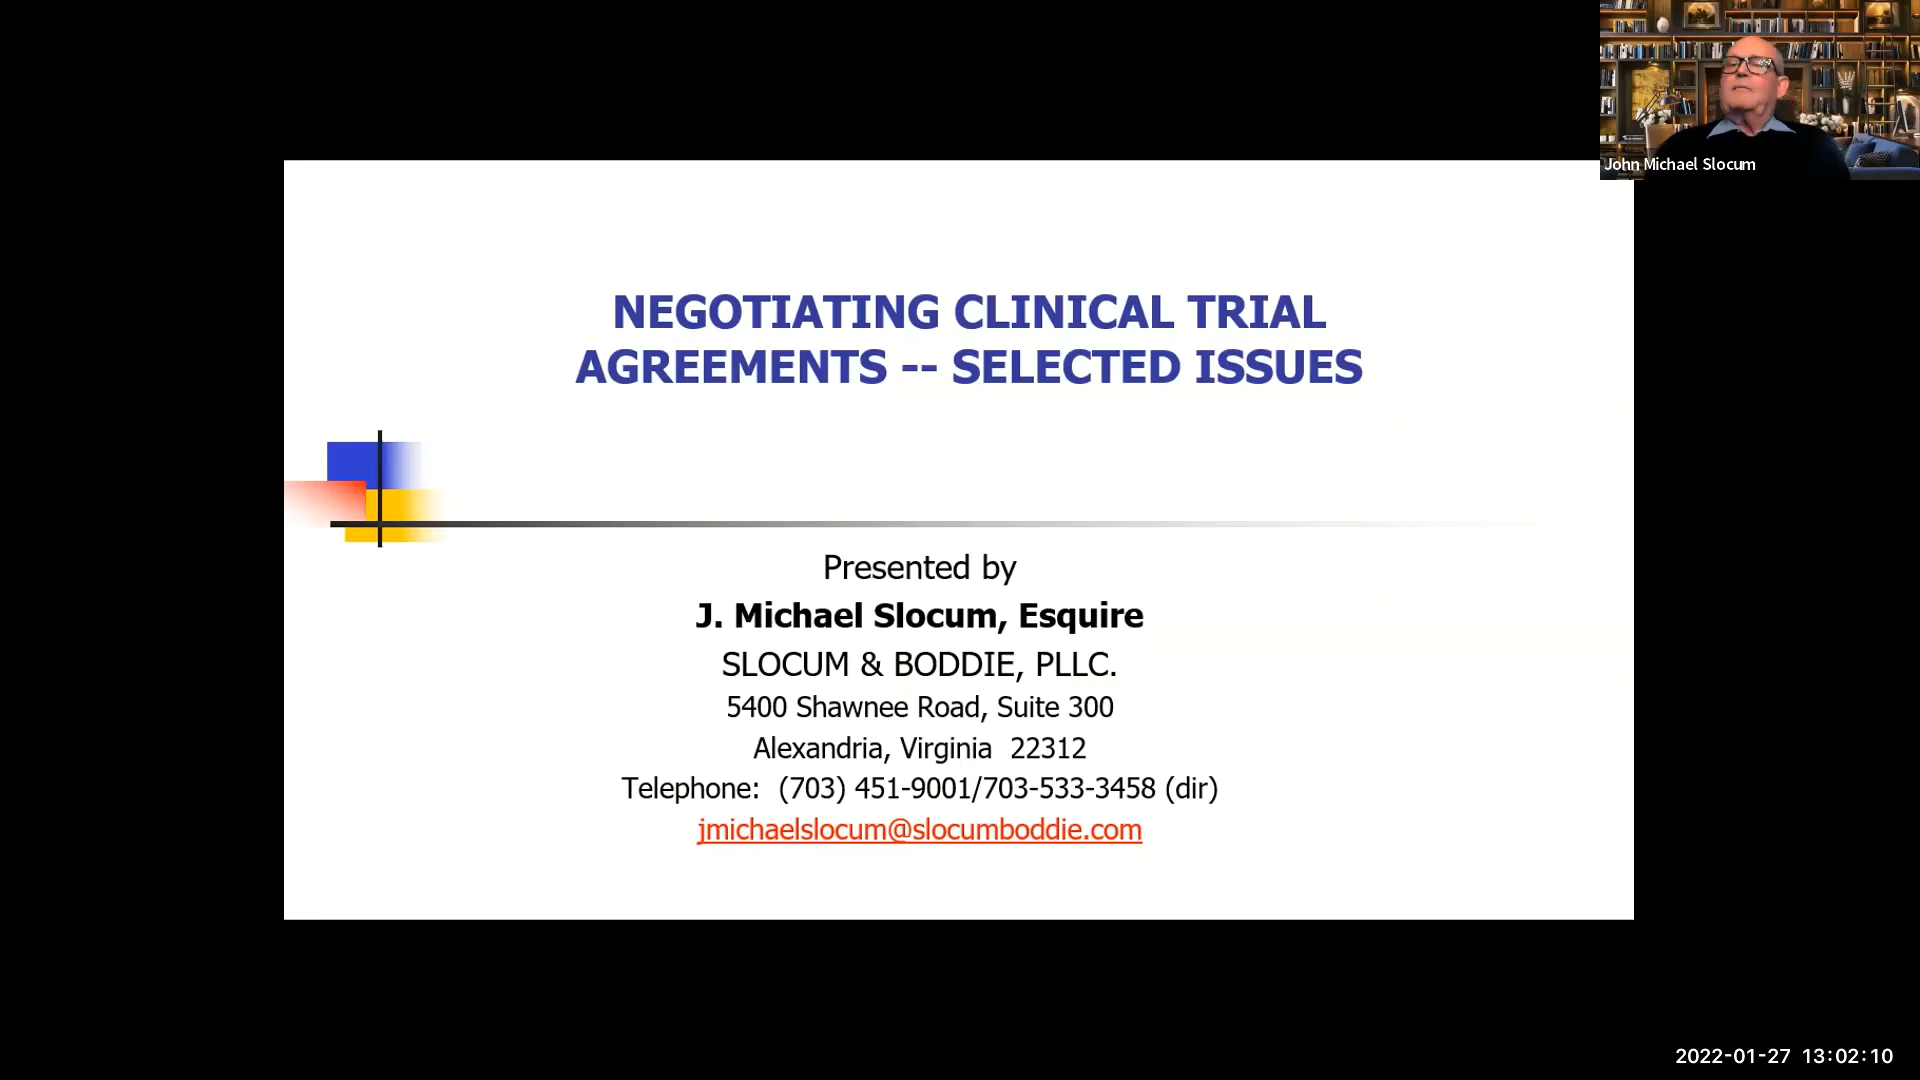 John Michael Slocum
NEGOTIATING CLINICAL TRIAL
AGREEMENTS -- SELECTED ISSUES
Presented by
J. Michael Slocum, Esquire
SLOCUM & BODDIE, PLLC.
5400 Shawnee Road, Suite 300
Alexandria, Virginia  22312
Telephone:  (703) 451-9001/703-533-3458 (dir)
jmichaelslocum@slocumboddie.com
2022-01-27 13:02:10